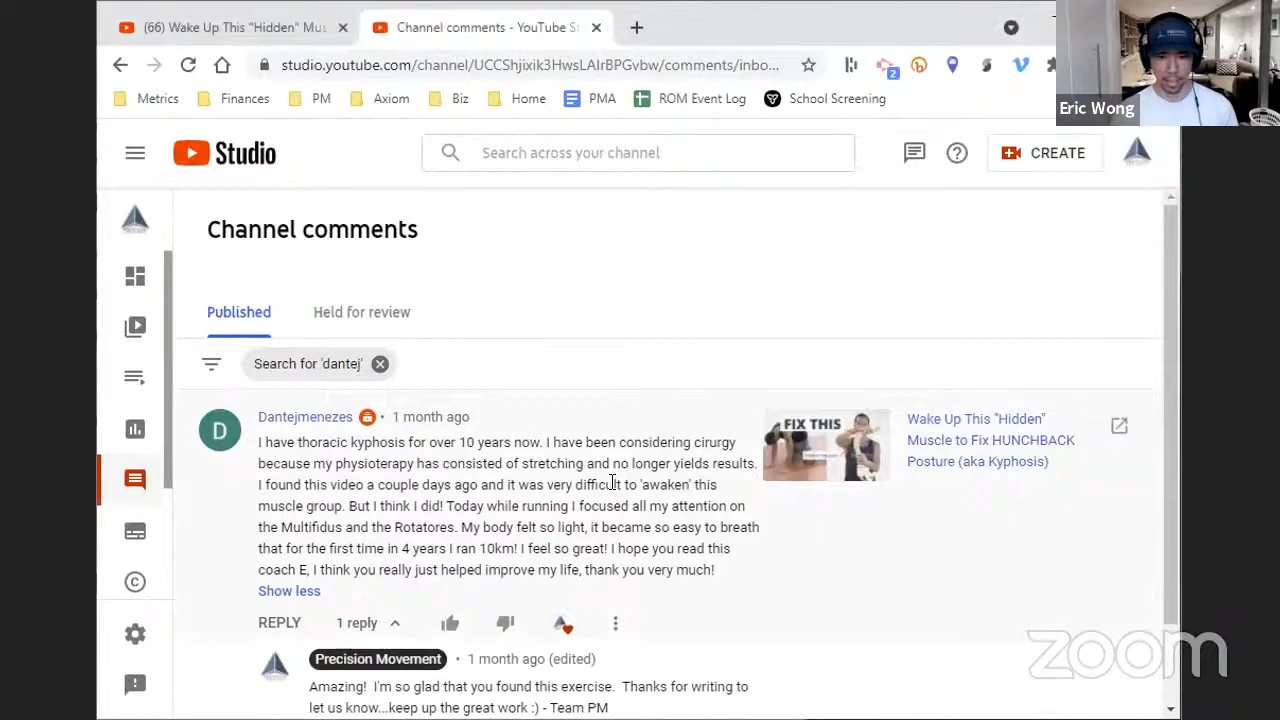 (66) Wake Up This "Hidden" Mus
Channel comments - YouTube St
studio.youtube.com/channel/UCCShjixik3HwsLAIrBPGvbw/comments/inbo...
2
Eric Wong
Metrics
Finances
PM
Axiom
Biz
Home
PMA
ROM Event Log
School Screening
Studio
Search across your channel
CREATE
Channel comments
Published
Held for review
Search for 'dantej'
D
Dantejmenezes • 1 month ago
I have thoracic kyphosis for over 10 years now. I have been considering cirurgy
because my physioterapy has consisted of stretching and no longer yields results.
I found this video a couple days ago and it was very difficult to 'awaken' this
muscle group. But I think I did! Today while running I focused all my attention on
the Multifidus and the Rotatores. My body felt so light, it became so easy to breath
that for the first time in 4 years I ran 10km! I feel so great! I hope you read this
coach E, I think you really just helped improve my life, thank you very much!
Show less
FIX THIS
Wake Up This "Hidden"
Muscle to Fix HUNCHBACK
Posture (aka Kyphosis)
REPLY
1 reply
Precision Movement • 1 month ago (edited)
Amazing! I'm so glad that you found this exercise. Thanks for writing to
let us know...keep up the great work :) - Team PM
zoom